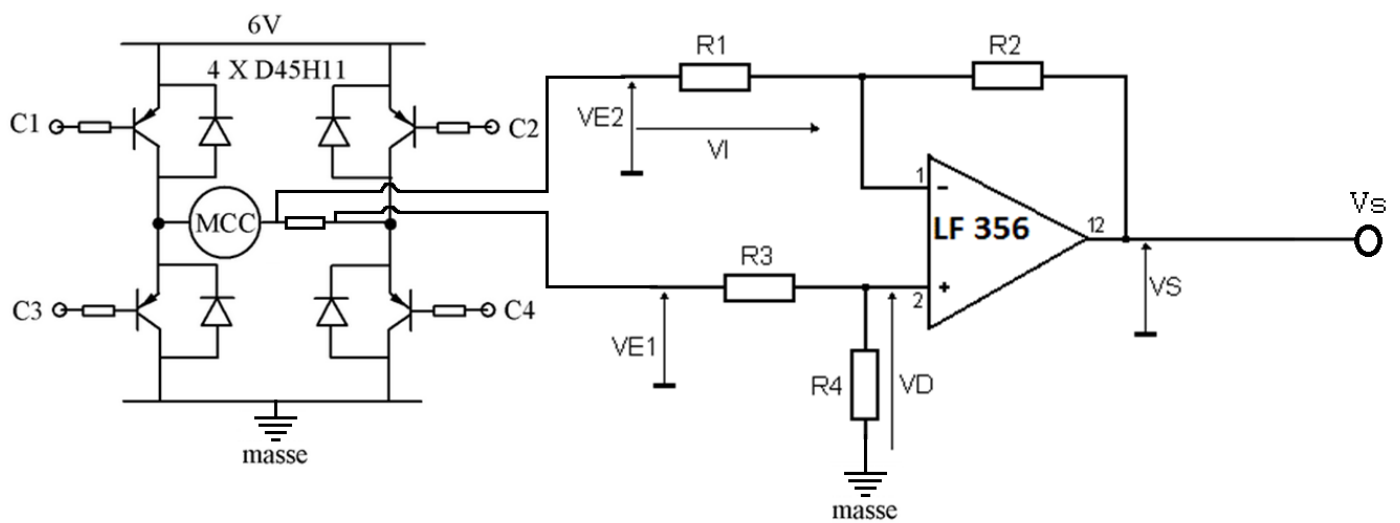 6V
4 X D45H11
C1
C2
MCC
C3
C4
masse
R1
R2
VE2
VI
1
-
LF 356
12
Vs
R3
+
2
VS
VE1
R4
VD
masse